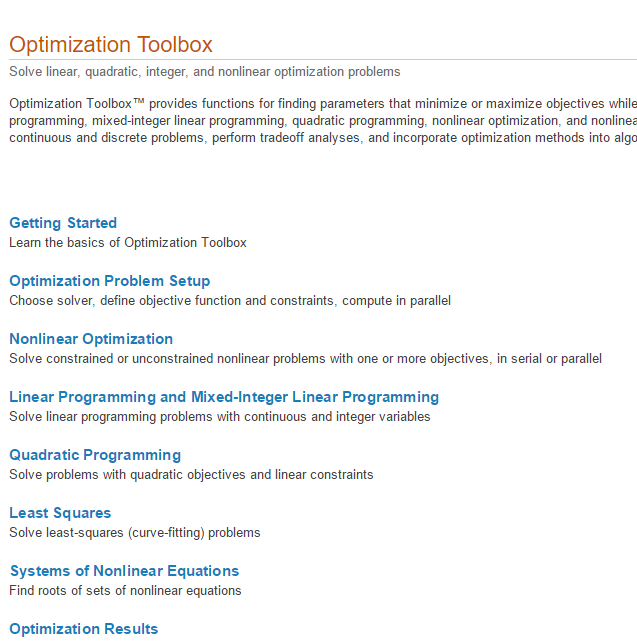 Optimization Toolbox
Solve linear, quadratic, integer, and nonlinear optimization problems
Optimization Toolbox™ provides functions for finding parameters that minimize or maximize objectives while
programming, mixed-integer linear programming, quadratic programming, nonlinear optimization, and nonlinea
continuous and discrete problems, perform tradeoff analyses, and incorporate optimization methods into algo
Getting Started
Learn the basics of Optimization Toolbox
Optimization Problem Setup
Choose solver, define objective function and constraints, compute in parallel
Nonlinear Optimization
Solve constrained or unconstrained nonlinear problems with one or more objectives, in serial or parallel
Linear Programming and Mixed-Integer Linear Programming
Solve linear programming problems with continuous and integer variables
Quadratic Programming
Solve problems with quadratic objectives and linear constraints
Least Squares
Solve least-squares (curve-fitting) problems
Systems of Nonlinear Equations
Find roots of sets of nonlinear equations
Optimization Results